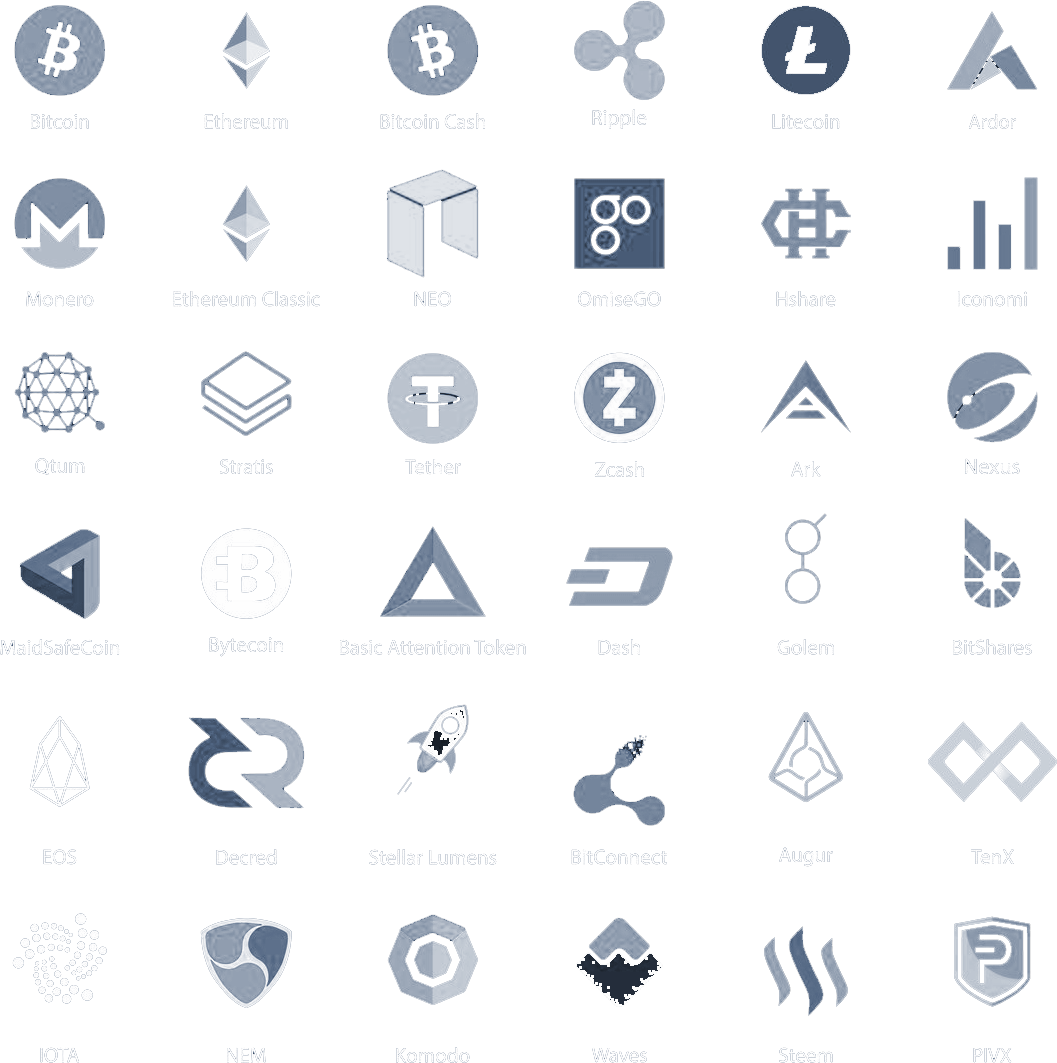 Bitcoin
Ethereum
Bitcoin Cash
Ripple
Litecoin
Ardor
Monero
Ethereum Classic
NEO
OmiseGO
Hshare
Iconomi
Qtum
Stratis
Tether
Zcash
Ark
Nexus
MaidSafeCoin
Bytecoin
Basic Attention Token
Dash
Golem
BitShares
EOS
Decred
Stellar Lumens
BitConnect
Augur
TenX
IOTA
NEM
Komodo
Waves
Steem
PIVX